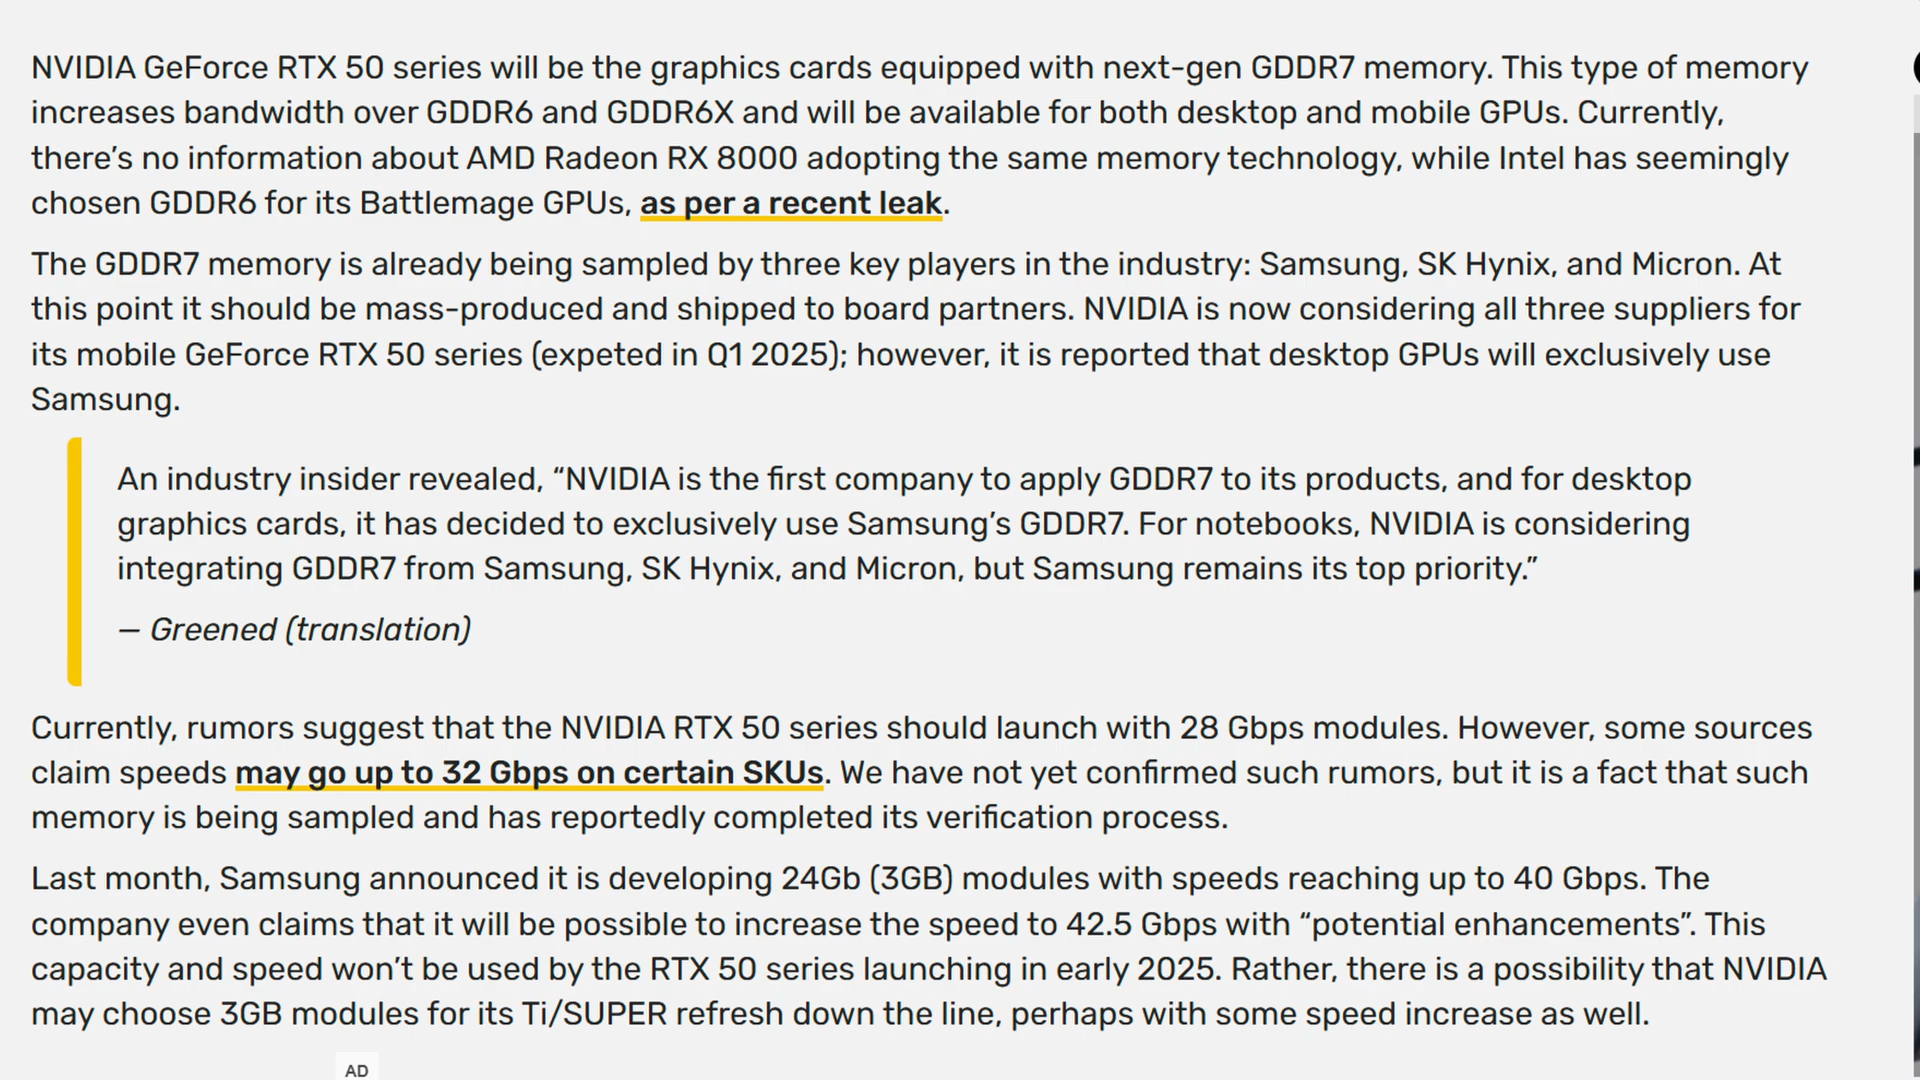 NVIDIA GeForce RTX 50 series will be the graphics cards equipped with next-gen GDDR7 memory. This type of memory
increases bandwidth over GDDR6 and GDDR6X and will be available for both desktop and mobile GPUs. Currently,
there’s no information about AMD Radeon RX 8000 adopting the same memory technology, while Intel has seemingly
chosen GDDR6 for its Battlemage GPUs, as per a recent leak.
The GDDR7 memory is already being sampled by three key players in the industry: Samsung, SK Hynix, and Micron. At
this point it should be mass-produced and shipped to board partners. NVIDIA is now considering all three suppliers for
its mobile GeForce RTX 50 series (expeted in Q1 2025); however, it is reported that desktop GPUs will exclusively use
Samsung.
An industry insider revealed, “NVIDIA is the first company to apply GDDR7 to its products, and for desktop
graphics cards, it has decided to exclusively use Samsung’s GDDR7. For notebooks, NVIDIA is considering
integrating GDDR7 from Samsung, SK Hynix, and Micron, but Samsung remains its top priority.”
— Greened (translation)
Currently, rumors suggest that the NVIDIA RTX 50 series should launch with 28 Gbps modules. However, some sources
claim speeds may go up to 32 Gbps on certain SKUs. We have not yet confirmed such rumors, but it is a fact that such
memory is being sampled and has reportedly completed its verification process.
Last month, Samsung announced it is developing 24Gb (3GB) modules with speeds reaching up to 40 Gbps. The
company even claims that it will be possible to increase the speed to 42.5 Gbps with “potential enhancements”. This
capacity and speed won’t be used by the RTX 50 series launching in early 2025. Rather, there is a possibility that NVIDIA
may choose 3GB modules for its Ti/SUPER refresh down the line, perhaps with some speed increase as well.
AD